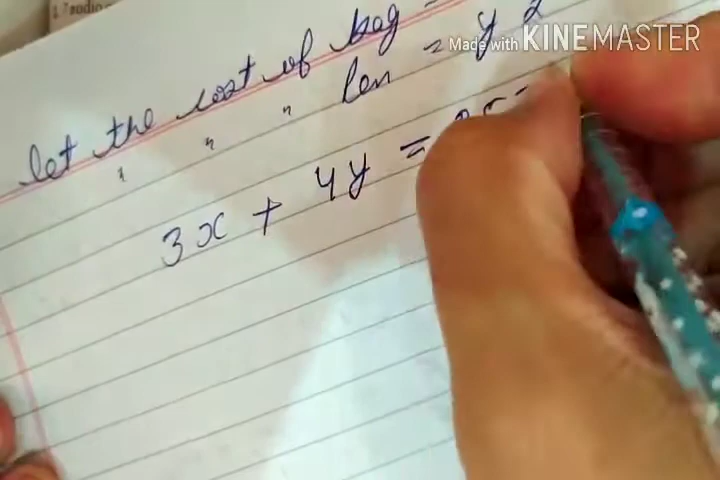 Made with KINEMASTER
let the cost of bag =
" " " Pen = y
3x + 4y =